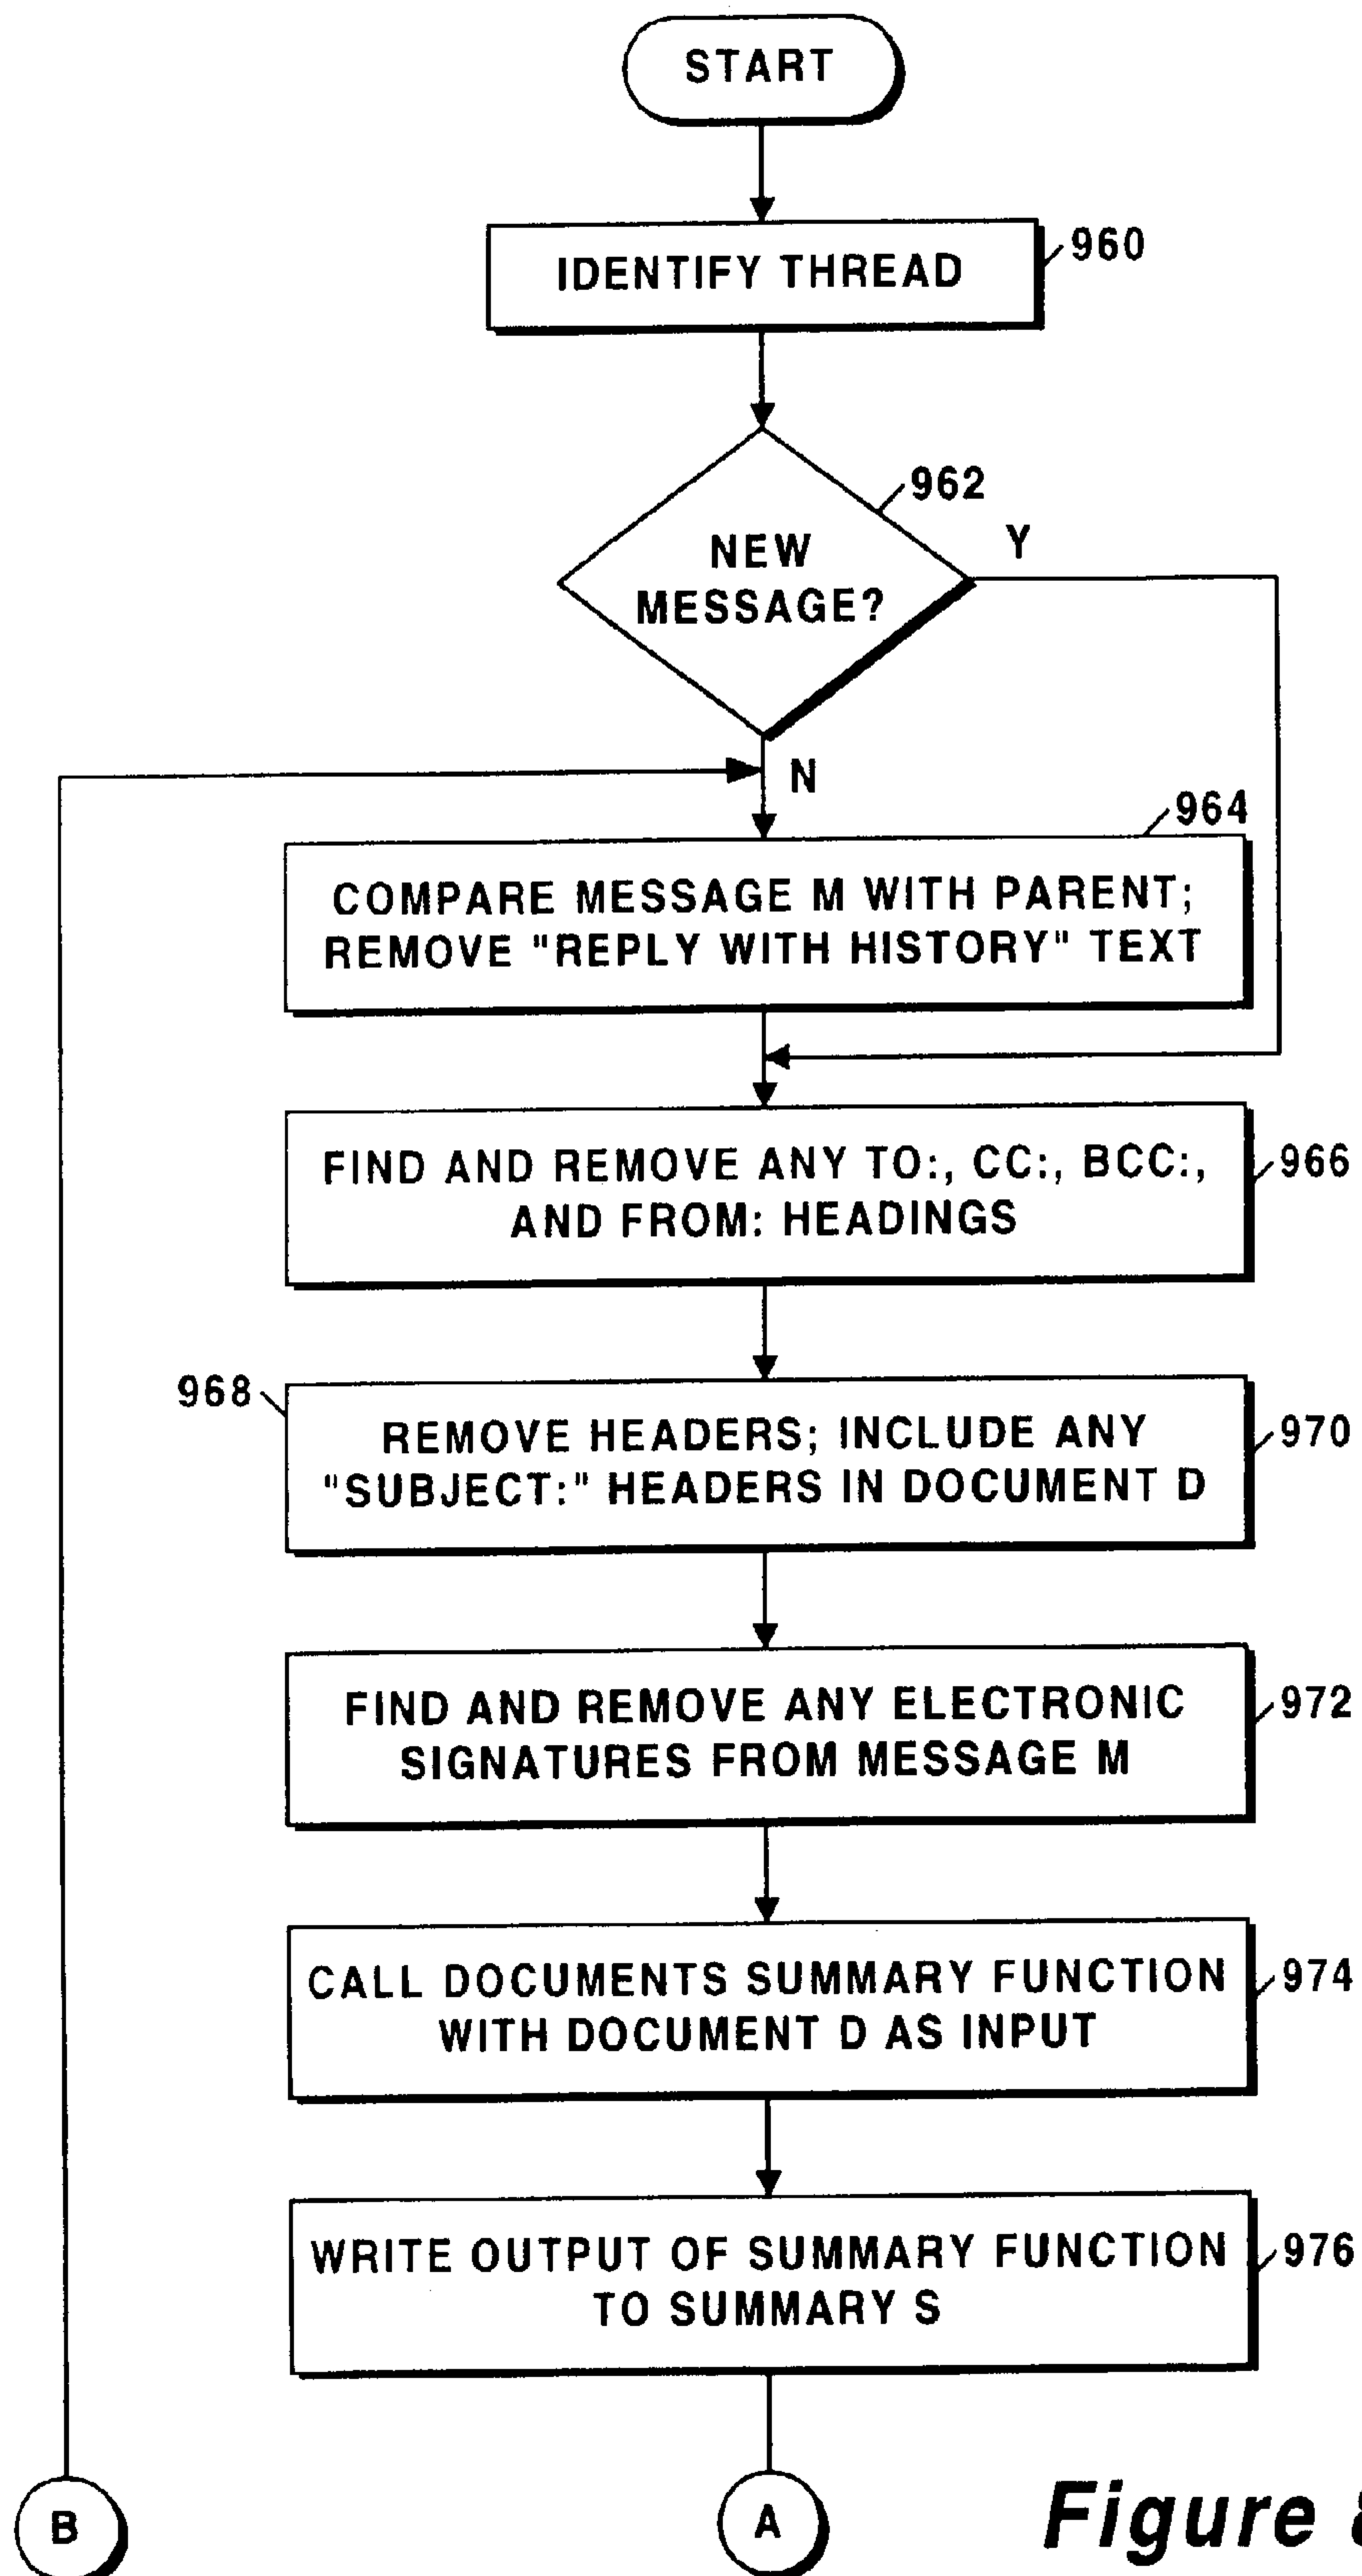 START
IDENTIFY THREAD
960
962
NEW
MESSAGE?
Y
N
964
COMPARE MESSAGE M WITH PARENT;
REMOVE "REPLY WITH HISTORY" TEXT
FIND AND REMOVE ANY TO:, CC:, BCC:,
AND FROM: HEADINGS
966
968
REMOVE HEADERS; INCLUDE ANY
"SUBJECT:" HEADERS IN DOCUMENT D
970
FIND AND REMOVE ANY ELECTRONIC
SIGNATURES FROM MESSAGE M
972
CALL DOCUMENTS SUMMARY FUNCTION
WITH DOCUMENT D AS INPUT
974
WRITE OUTPUT OF SUMMARY FUNCTION
TO SUMMARY S
976
B
A
Figure